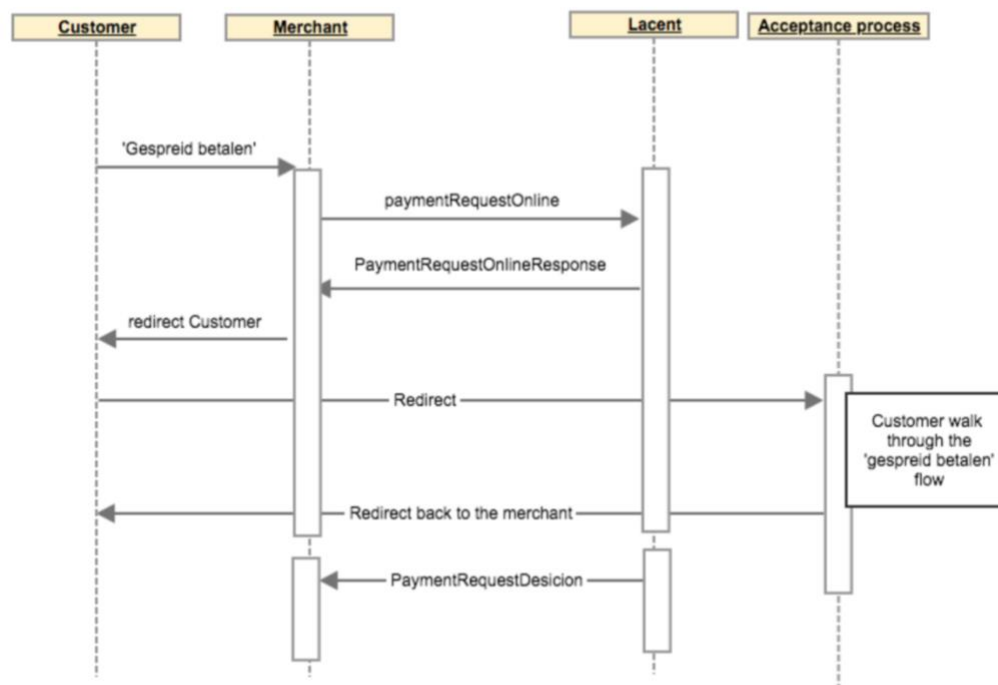 Customer
Merchant
Lacent
Acceptance process
'Gespreid betalen'
paymentRequestOnline
PaymentRequestOnlineResponse
redirect Customer
Redirect
Customer walk
through the
'gespreid betalen'
flow
Redirect back to the merchant
PaymentRequestDesicion